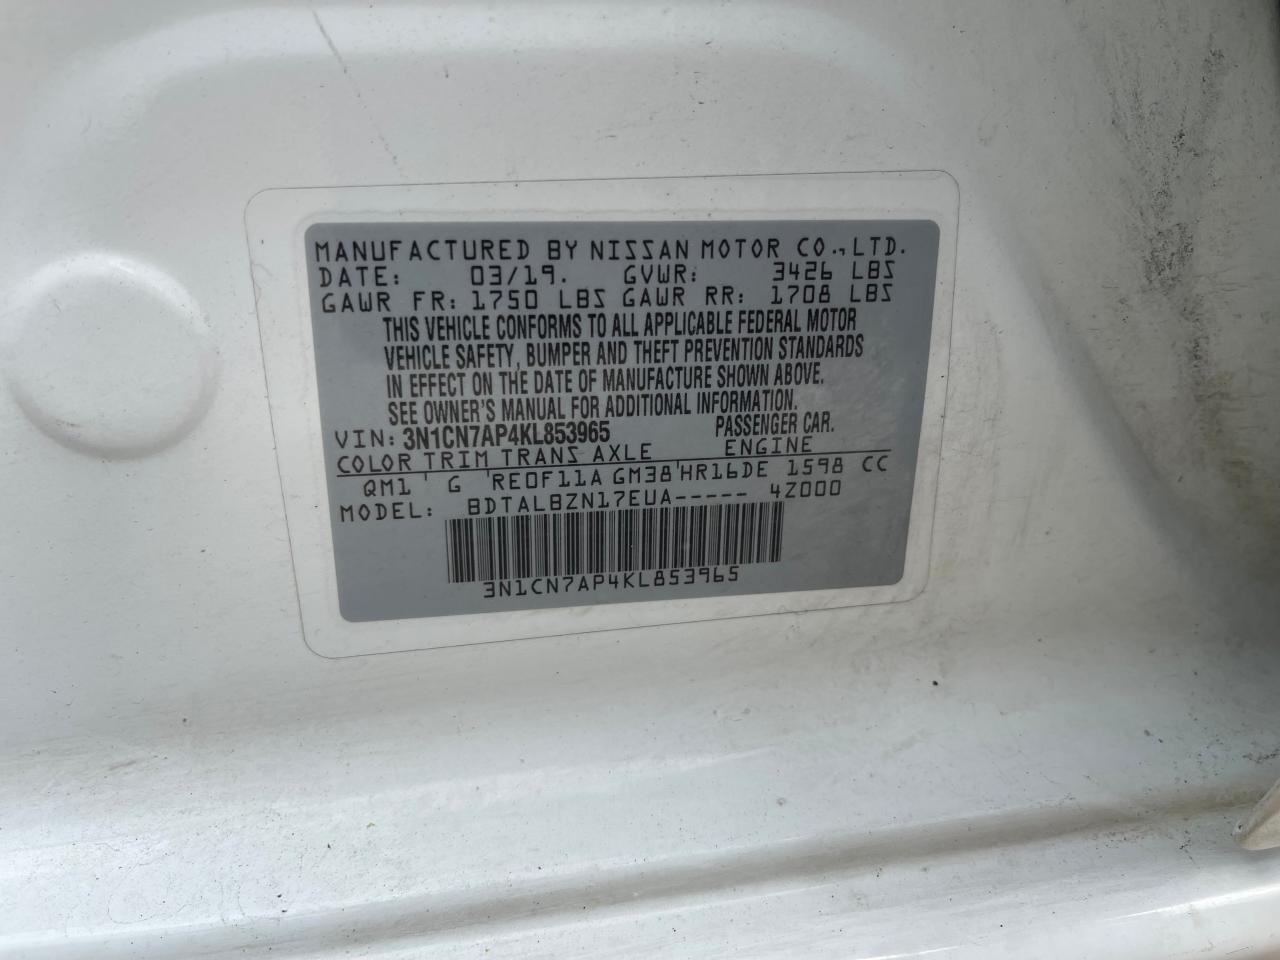 MANUFACTURED BY NISSAN MOTOR CO., LTD.
DATE: 03/19. GVWR: 3426 LBS
GAWR FR: 1750 LBS GAWR RR: 1708 LBS
THIS VEHICLE CONFORMS TO ALL APPLICABLE FEDERAL MOTOR
VEHICLE SAFETY, BUMPER AND THEFT PREVENTION STANDARDS
IN EFFECT ON THE DATE OF MANUFACTURE SHOWN ABOVE.
SEE OWNER'S MANUAL FOR ADDITIONAL INFORMATION.
VIN: 3N1CN7AP4KL853965 PASSENGER CAR.
COLOR TRIM TRANS AXLE ENGINE
QM1 ' G 'RE0F11A GM38'HR16DE 1598 CC
MODEL: BDTALBZN17EUA----- 4Z000
3N1CN7AP4KL853965